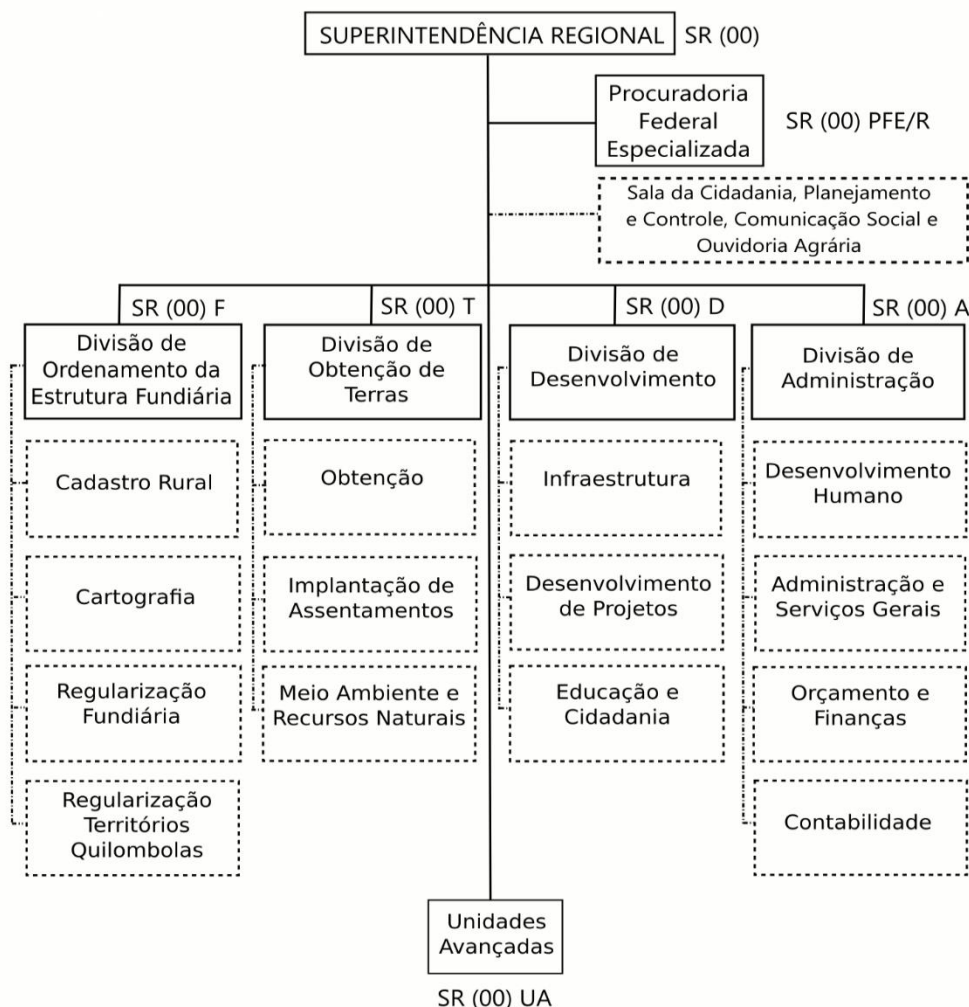 SUPERINTENDÊNCIA REGIONAL SR (00)
Procuradoria
Federal
Especializada
SR (00) PFE/R
Sala da Cidadania, Planejamento
e Controle, Comunicação Social e
Ouvidoria Agrária
SR (00) F
Divisão de
Ordenamento da
Estrutura Fundiária
Cadastro Rural
Cartografia
Regularização
Fundiária
Regularização
Territórios
Quilombolas
SR (00) T
Divisão de
Obtenção de
Terras
Obtenção
Implantação de
Assentamentos
Meio Ambiente e
Recursos Naturais
SR (00) D
Divisão de
Desenvolvimento
Infraestrutura
Desenvolvimento
de Projetos
Educação e
Cidadania
SR (00) A
Divisão de
Administração
Desenvolvimento
Humano
Administração e
Serviços Gerais
Orçamento e
Finanças
Contabilidade
Unidades
Avançadas
SR (00) UA